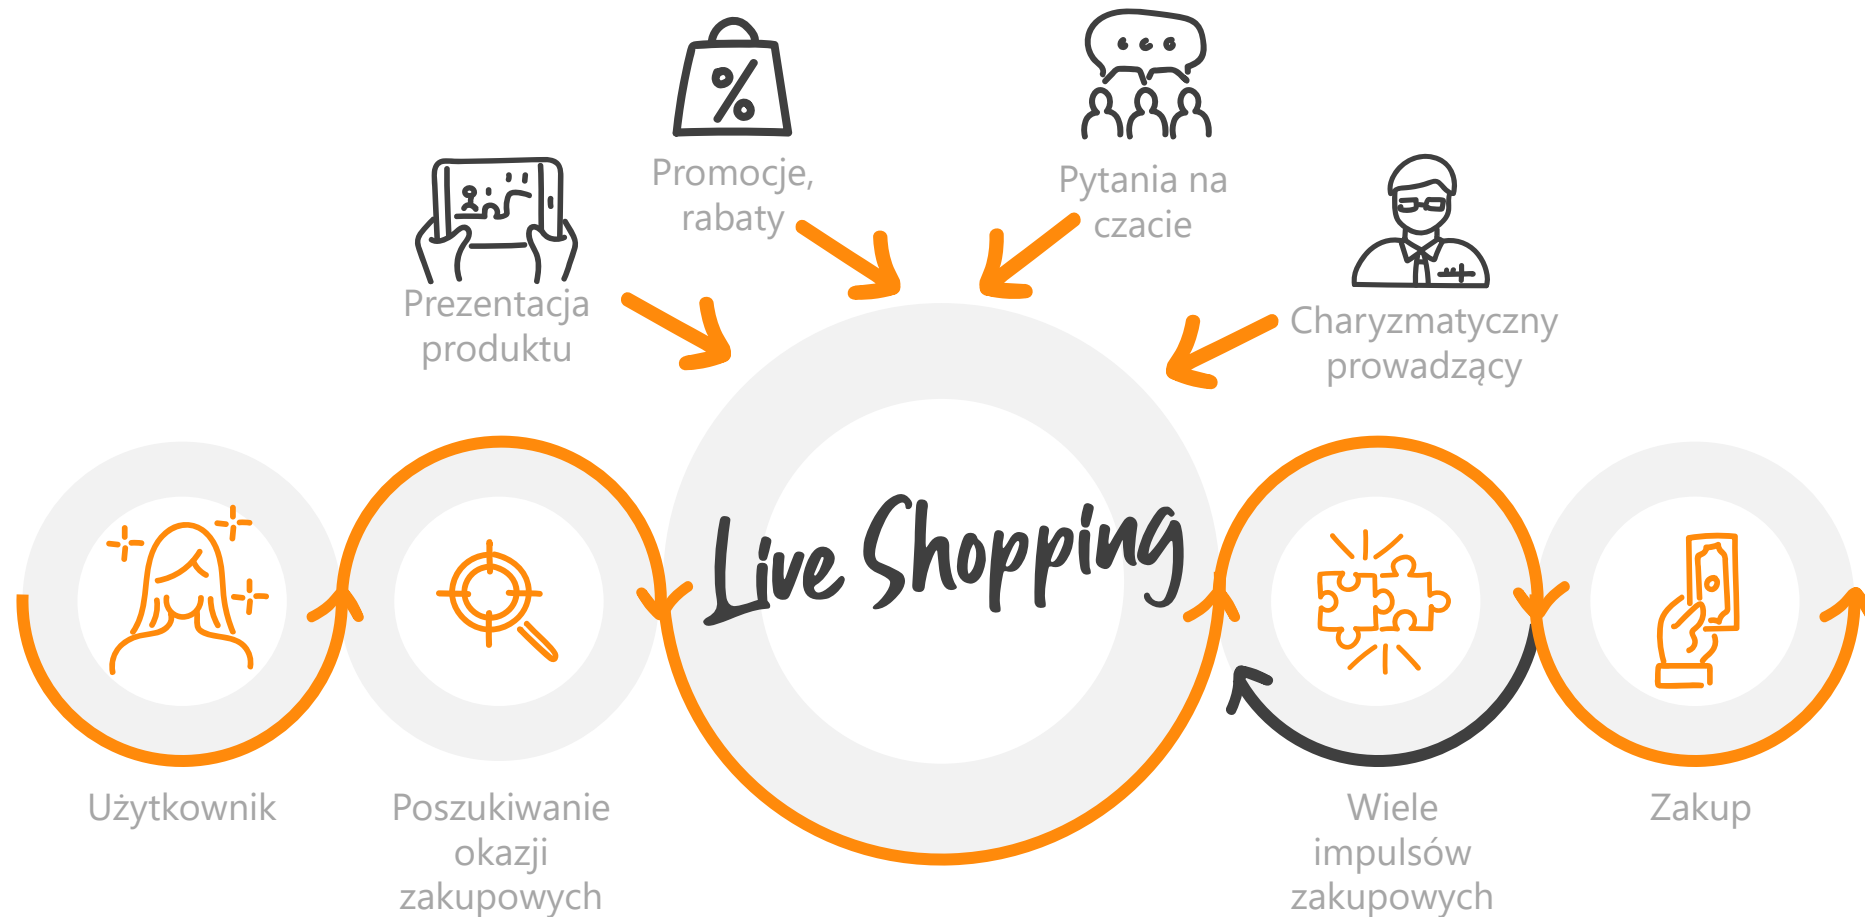 Promocje,
rabaty
Pytania na
czacie
Prezentacja
produktu
Charyzmatyczny
prowadzący
Live Shopping
Użytkownik
Poszukiwanie
okazji
zakupowych
Wiele
impulsów
zakupowych
Zakup